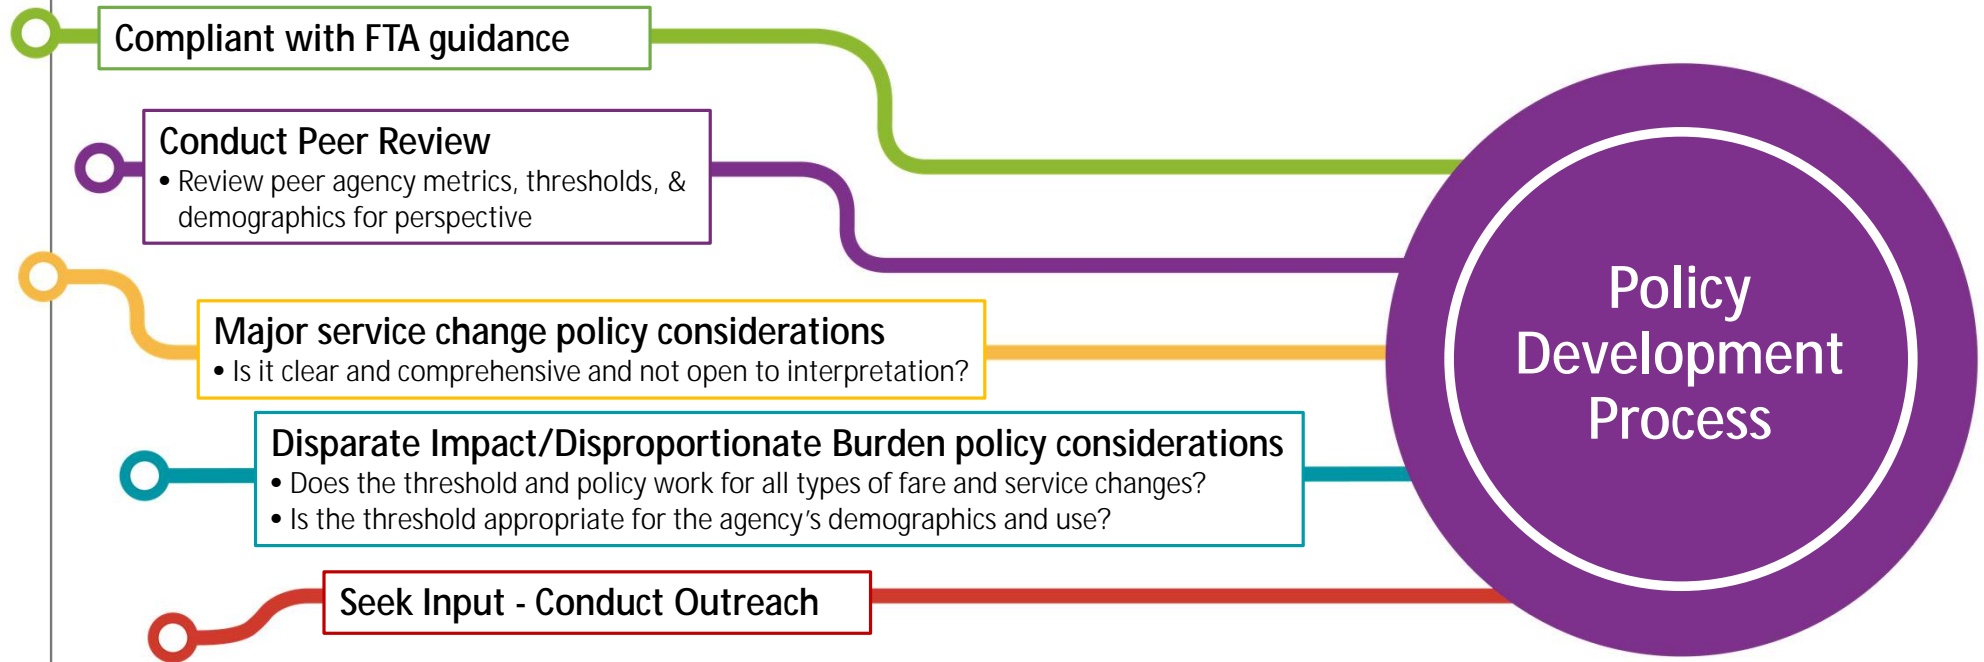 Compliant with FTA guidance
Conduct Peer Review
• Review peer agency metrics, thresholds, &
demographics for perspective
Major service change policy considerations
• Is it clear and comprehensive and not open to interpretation?
Disparate Impact/Disproportionate Burden policy considerations
• Does the threshold and policy work for all types of fare and service changes?
• Is the threshold appropriate for the agency’s demographics and use?
Seek Input - Conduct Outreach
Policy
Development
Process